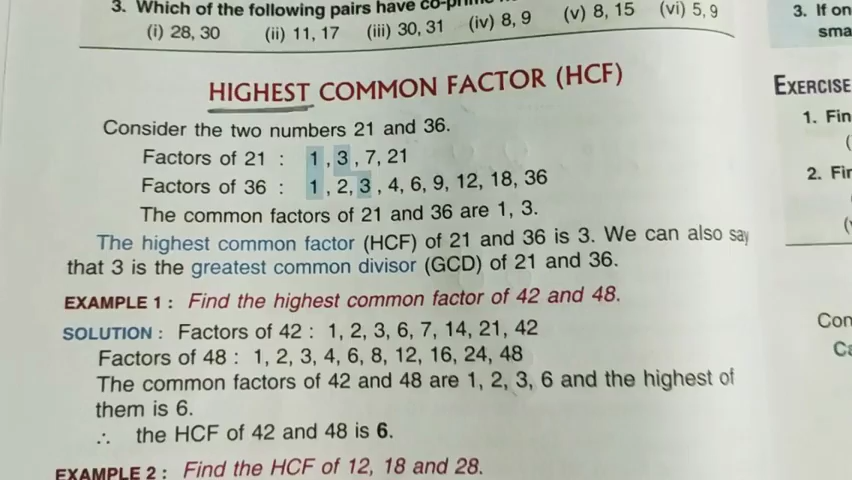 3. Which of the following pairs have
(i) 28, 30 (ii) 11, 17 (iii) 30, 31 (iv) 8, 9 (v) 8, 15 (vi) 5, 9
HIGHEST COMMON FACTOR (HCF)
Consider the two numbers 21 and 36.
Factors of 21 : 1, 3, 7, 21
Factors of 36 : 1, 2, 3, 4, 6, 9, 12, 18, 36
The common factors of 21 and 36 are 1, 3.
The highest common factor (HCF) of 21 and 36 is 3. We can also say
that 3 is the greatest common divisor (GCD) of 21 and 36.
EXAMPLE 1 : Find the highest common factor of 42 and 48.
SOLUTION : Factors of 42 : 1, 2, 3, 6, 7, 14, 21, 42
Factors of 48 : 1, 2, 3, 4, 6, 8, 12, 16, 24, 48
The common factors of 42 and 48 are 1, 2, 3, 6 and the highest of
them is 6.
∴ the HCF of 42 and 48 is 6.
EXAMPLE 2 : Find the HCF of 12, 18 and 28.
3. If on
sma
EXERCISE
1. Fin
(
2. Fir
(
Con
Ca